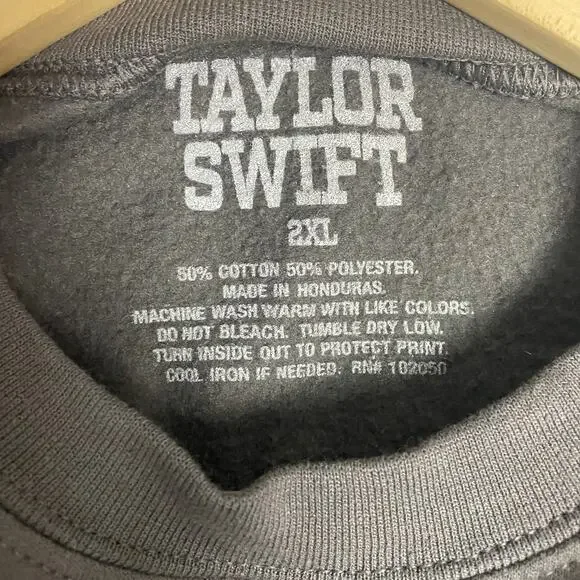 TAYLOR
SWIFT
2XL
50% COTTON 50% POLYESTER.
MADE IN HONDURAS.
MACHINE WASH WARM WITH LIKE COLORS.
DO NOT BLEACH. TUMBLE DRY LOW.
TURN INSIDE OUT TO PROTECT PRINT.
COOL IRON IF NEEDED. RN# 102050